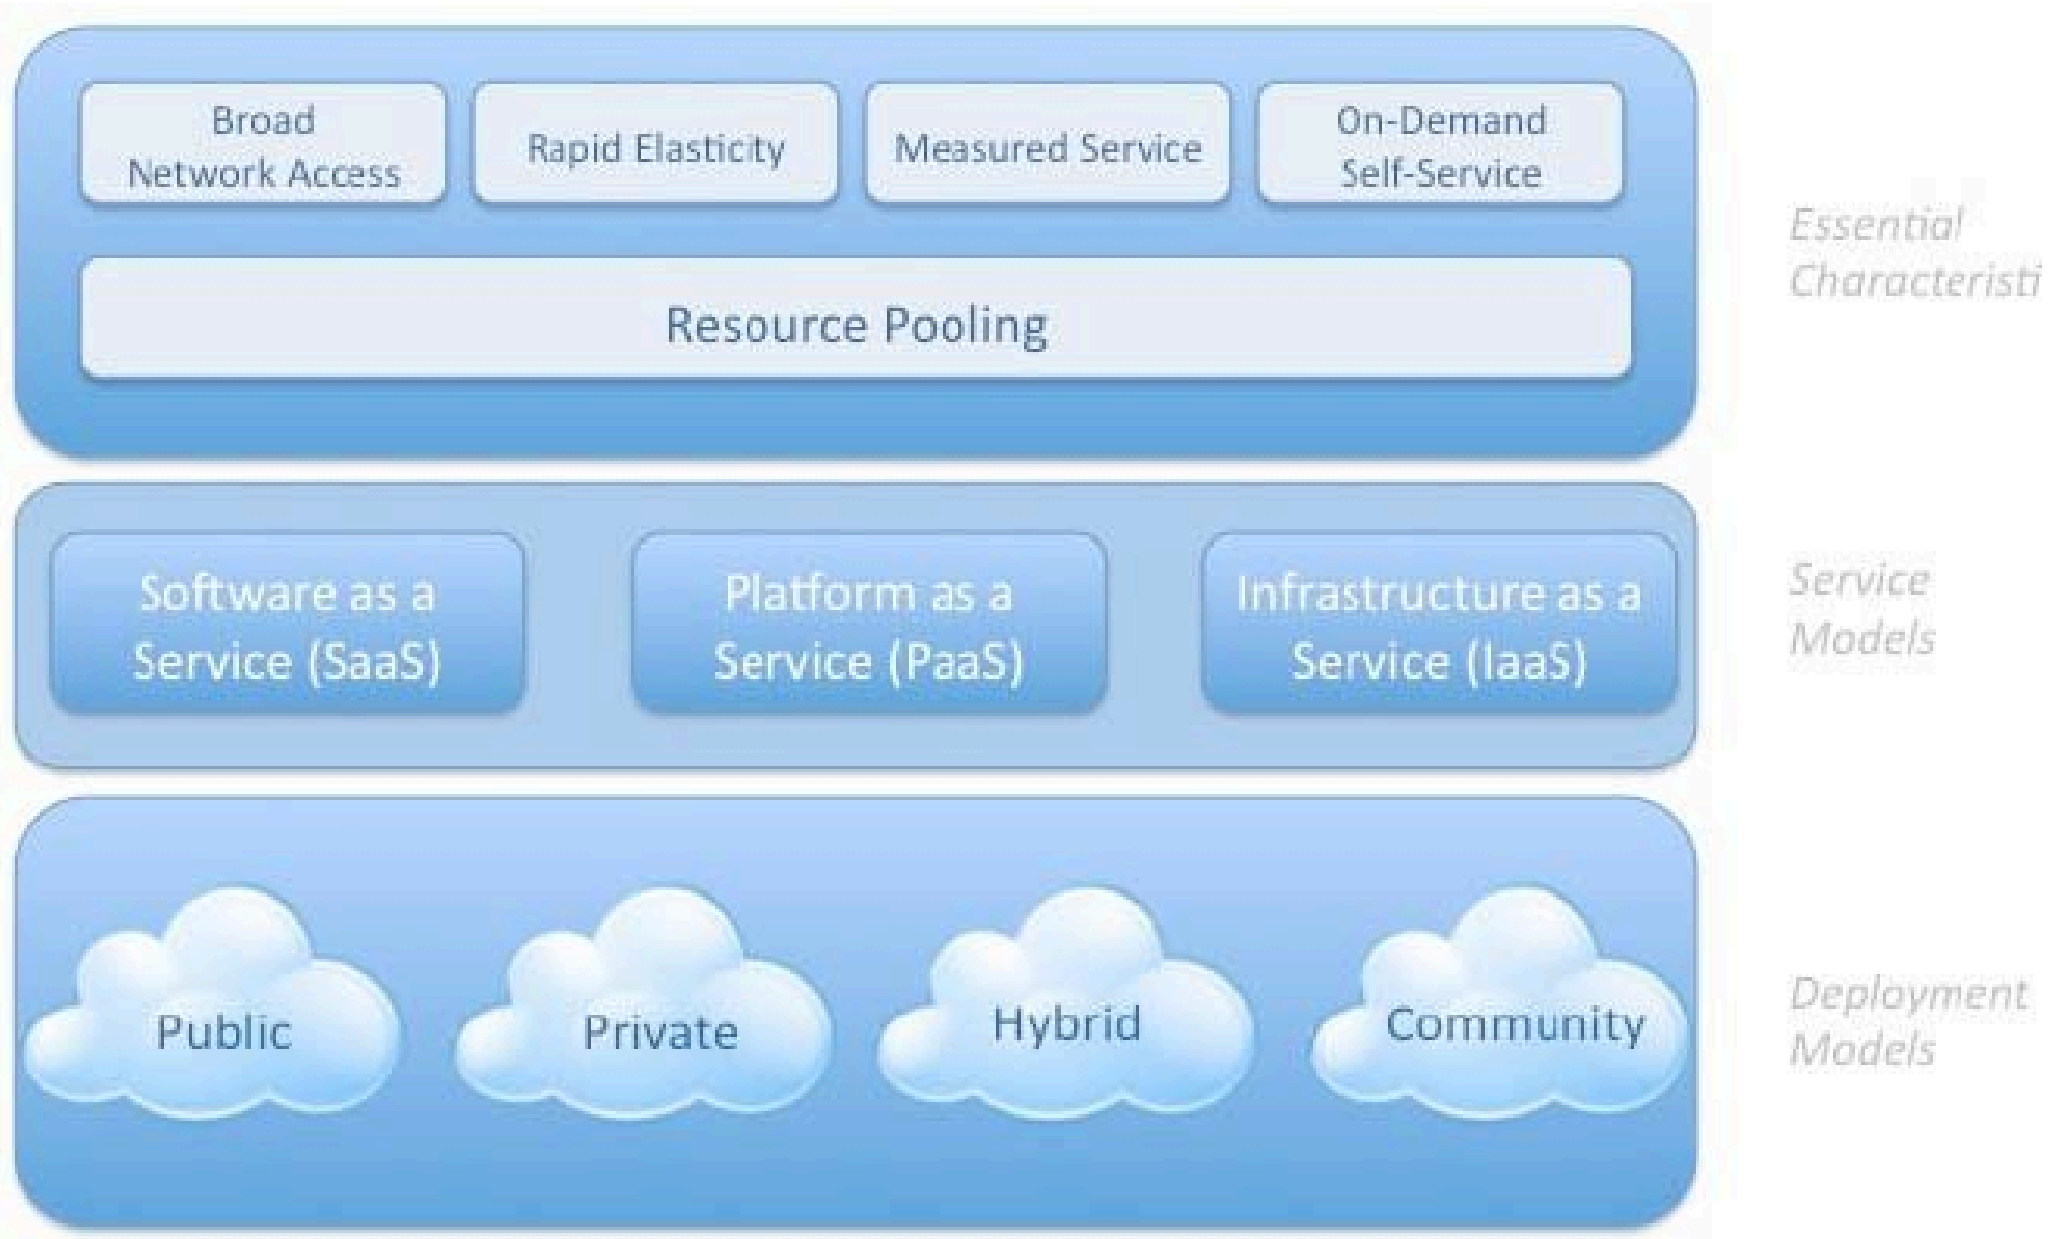 Broad
Network Access
Rapid Elasticity
Measured Service
On-Demand
Self-Service
Resource Pooling
Essential
Characteristi
Software as a
Service (SaaS)
Platform as a
Service (PaaS)
Infrastructure as a
Service (IaaS)
Service
Models
Public
Private
Hybrid
Community
Deployment
Models